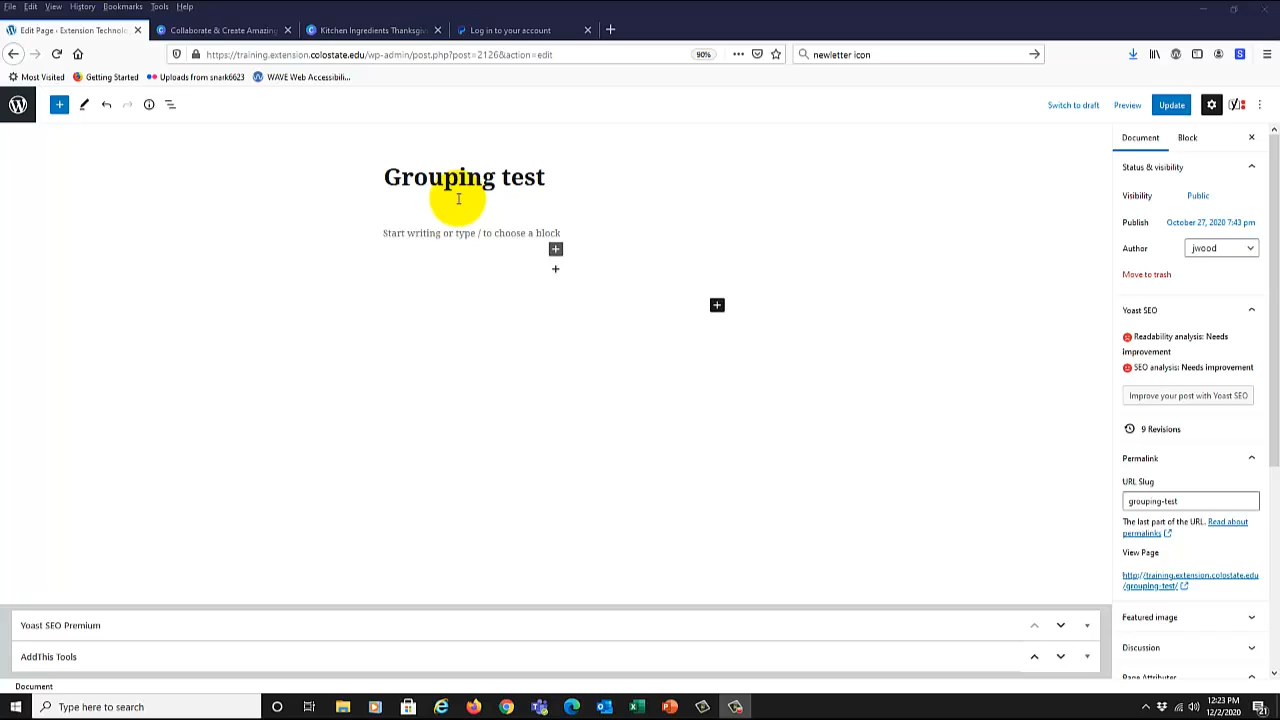 File Edit View History Bookmarks Tools Help
Edit Page ‹ Extension Technolo
Collaborate & Create Amazing
Kitchen Ingredients Thanksgiv
Log in to your account
https://training.extension.colostate.edu/wp-admin/post.php?post=2126&action=edit
90%
newletter icon
Most Visited
Getting Started
Uploads from snark6623
WAVE Web Accessibili...
Switch to draft
Preview
Update
Grouping test
Start writing or type / to choose a block
Document
Block
Status & visibility
Visibility
Public
Publish
October 27, 2020 7:43 pm
Author
jwood
Move to trash
Yoast SEO
Readability analysis: Needs
improvement
SEO analysis: Needs improvement
Improve your post with Yoast SEO
9 Revisions
Permalink
URL Slug
grouping-test
The last part of the URL. Read about
permalinks
View Page
http://training.extension.colostate.edu
/grouping-test/
Featured image
Discussion
Page Attributes
Yoast SEO Premium
AddThis Tools
Document
Type here to search
12:23 PM
12/2/2020
21